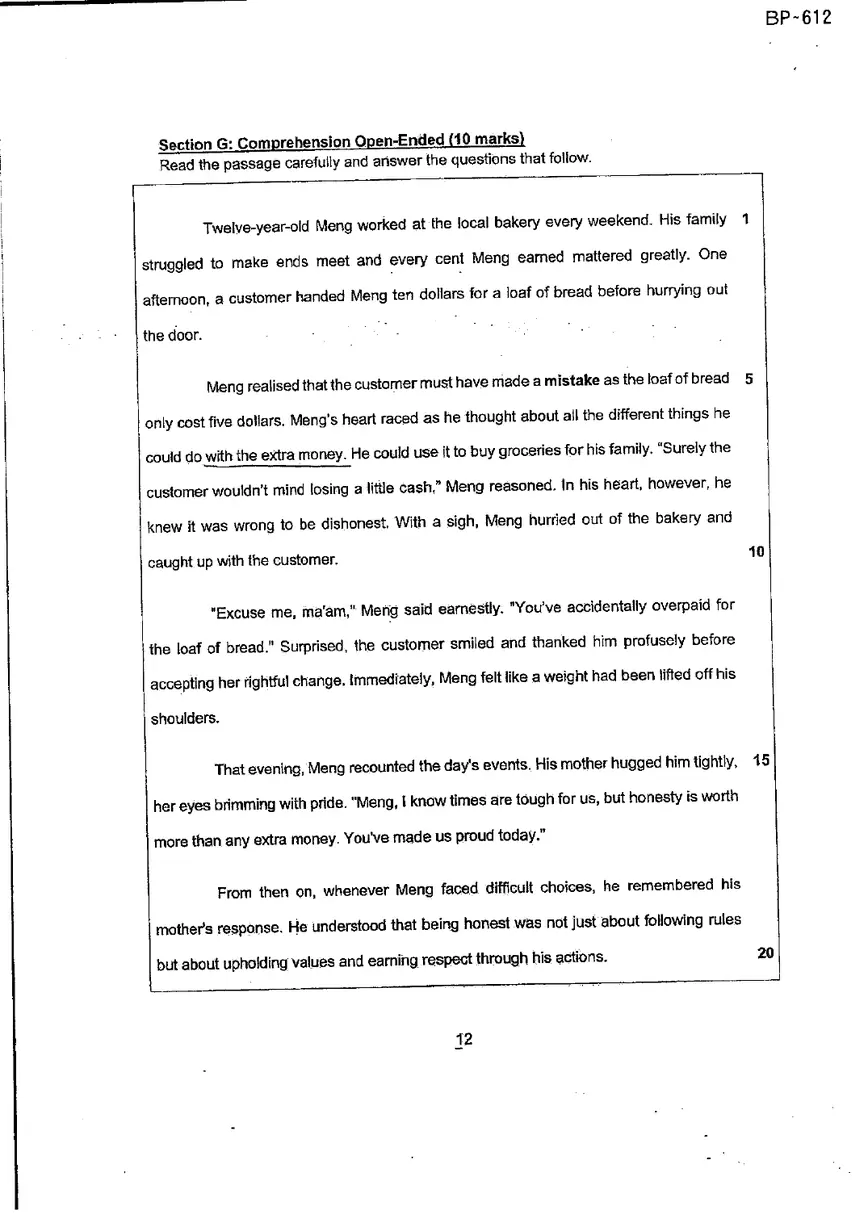 BP-612
Section G: Comprehension Open-Ended (10 marks)
Read the passage carefully and answer the questions that follow.
Twelve-year-old Meng worked at the local bakery every weekend. His family 1
struggled to make ends meet and every cent Meng earned mattered greatly. One
afternoon, a customer handed Meng ten dollars for a loaf of bread before hurrying out
the door.
Meng realised that the customer must have made a mistake as the loaf of bread 5
only cost five dollars. Meng's heart raced as he thought about all the different things he
could do with the extra money. He could use it to buy groceries for his family. "Surely the
customer wouldn't mind losing a little cash," Meng reasoned. In his heart, however, he
knew it was wrong to be dishonest. With a sigh, Meng hurried out of the bakery and
caught up with the customer. 10
"Excuse me, ma'am," Meng said earnestly. "You've accidentally overpaid for
the loaf of bread." Surprised, the customer smiled and thanked him profusely before
accepting her rightful change. Immediately, Meng felt like a weight had been lifted off his
shoulders.
That evening, Meng recounted the day's events. His mother hugged him tightly, 15
her eyes brimming with pride. "Meng, I know times are tough for us, but honesty is worth
more than any extra money. You've made us proud today."
From then on, whenever Meng faced difficult choices, he remembered his
mother's response. He understood that being honest was not just about following rules
but about upholding values and earning respect through his actions. 20
12